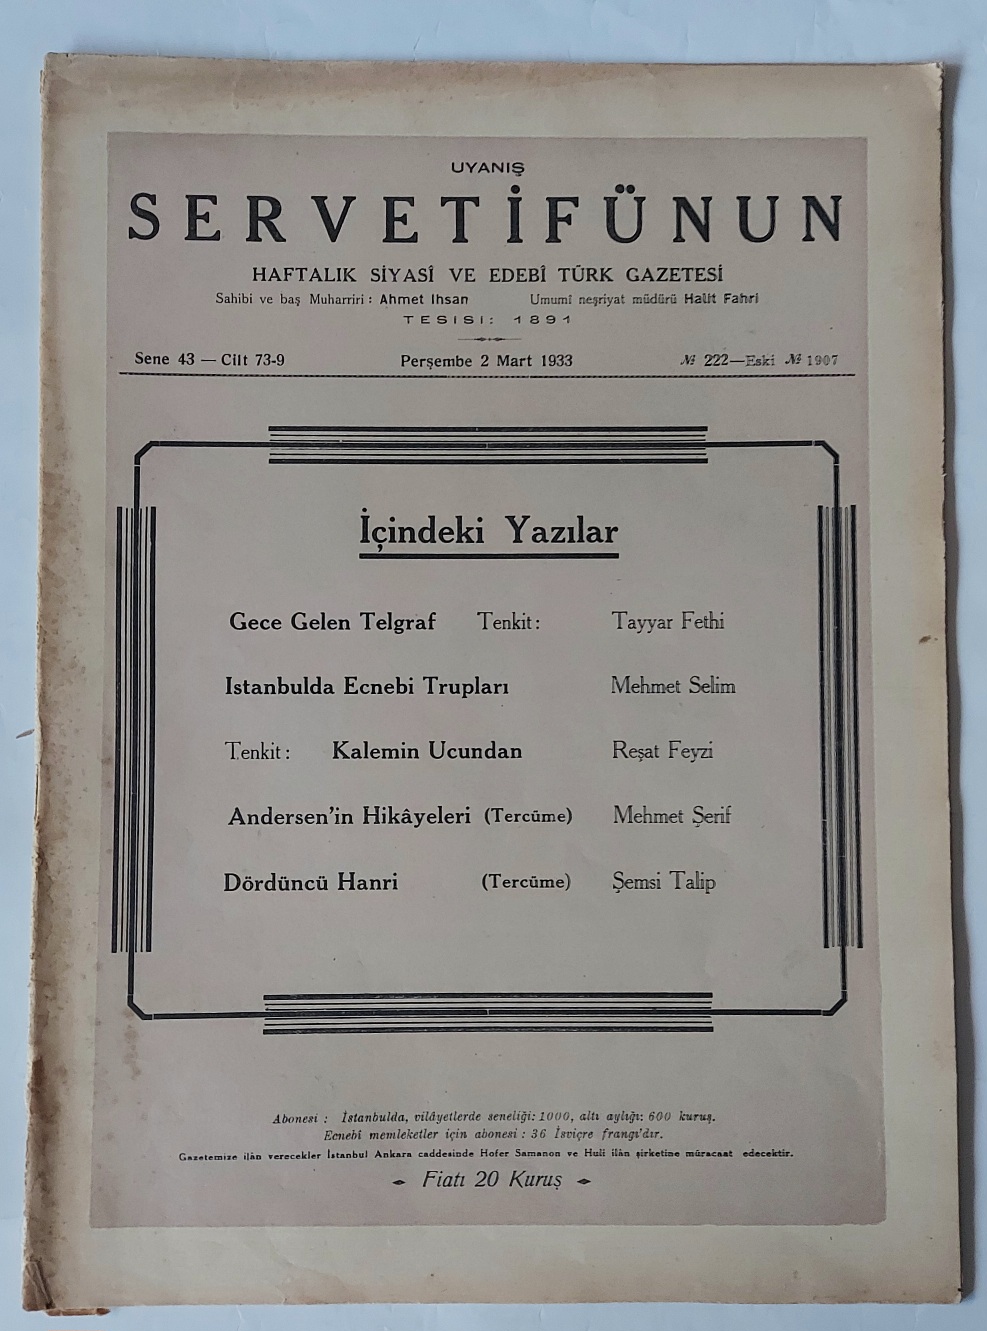 UYANIŞ
SERVETİFÜNUN
HAFTALIK SİYASÎ VE EDEBÎ TÜRK GAZETESİ
Sahibi ve baş Muharriri : Ahmet Ihsan Umumî neşriyat müdürü Halit Fahri
TESISI: 1891
Sene 43 — Cilt 73-9 Perşembe 2 Mart 1933 № 222—Eski № 1907
İçindeki Yazılar
Gece Gelen Telgraf Tenkit : Tayyar Fethi
Istanbulda Ecnebi Trupları Mehmet Selim
Tenkit : Kalemin Ucundan Reşat Feyzi
Andersen'in Hikâyeleri (Tercüme) Mehmet Şerif
Dördüncü Hanri (Tercüme) Şemsi Talip
Abonesi : İstanbulda, vilâyetlerde seneliği: 1000, altı aylığı: 600 kuruş.
Ecnebî memleketler için abonesi : 36 İsviçre frangı'dır.
Gazetemize ilân verecekler İstanbul Ankara caddesinde Hofer Samanon ve Huli ilân şirketine müracaat edecektir.
Fiatı 20 Kuruş